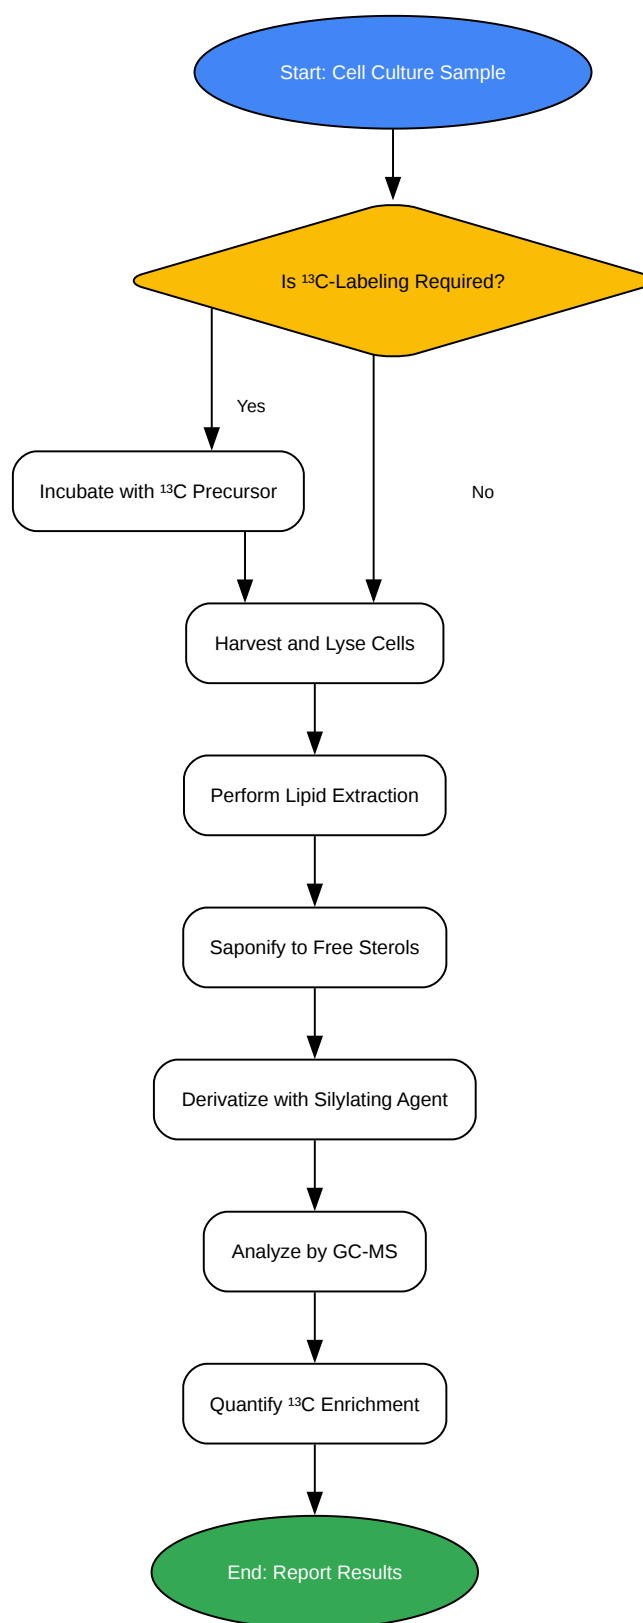 Start: Cell Culture Sample
Is ¹³C-Labeling Required?
Yes
Incubate with ¹³C Precursor
No
Harvest and Lyse Cells
Perform Lipid Extraction
Saponify to Free Sterols
Derivatize with Silylating Agent
Analyze by GC-MS
Quantify ¹³C Enrichment
End: Report Results